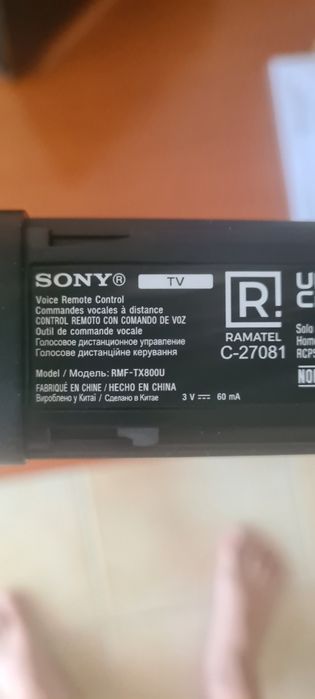 SONY® TV
Voice Remote Control
Commandes vocales à distance
CONTROL REMOTO CON COMANDO DE VOZ
Outil de commande vocale
Голосовое дистанционное управление
Голосове дистанційне керування
Model / Модель: RMF-TX800U
FABRIQUÉ EN CHINE / HECHO EN CHINA
Вироблено у Китаї / Сделано в Китае
3 V ⎓ 60 mA
R!
RAMATEL
C-27081